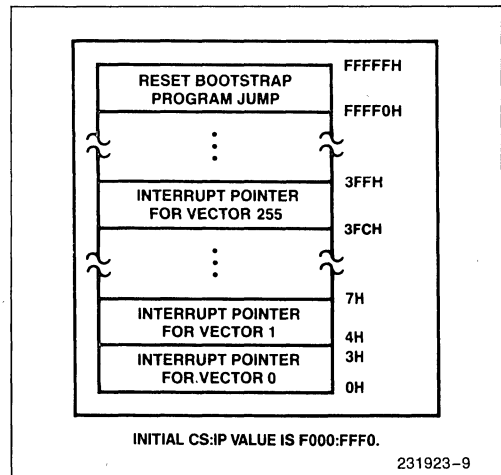 RESET BOOTSTRAP
PROGRAM JUMP
FFFFFH
FFFF0H
3FFH
INTERRUPT POINTER
FOR VECTOR 255
3FCH
7H
INTERRUPT POINTER
FOR VECTOR 1
4H
3H
INTERRUPT POINTER
FOR.VECTOR 0
0H
INITIAL CS:IP VALUE IS F000:FFF0.
231923–9